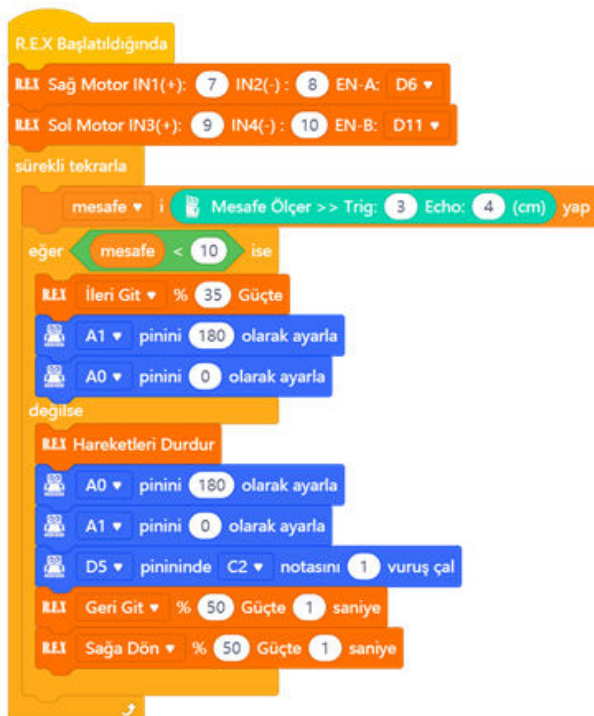 R.E.X Başlatıldığında
R.E.X Sağ Motor IN1(+): 7 IN2(-) : 8 EN-A: D6
R.E.X Sol Motor IN3(+): 9 IN4(-) : 10 EN-B: D11
sürekli tekrarla
mesafe i Mesafe Ölçer >> Trig: 3 Echo: 4 (cm) yap
eğer mesafe < 10 ise
R.E.X İleri Git % 35 Güçte
A1 pinini 180 olarak ayarla
A0 pinini 0 olarak ayarla
değilse
R.E.X Hareketleri Durdur
A0 pinini 180 olarak ayarla
A1 pinini 0 olarak ayarla
D5 pinininde C2 notasını 1 vuruş çal
R.E.X Geri Git % 50 Güçte 1 saniye
R.E.X Sağa Dön % 50 Güçte 1 saniye